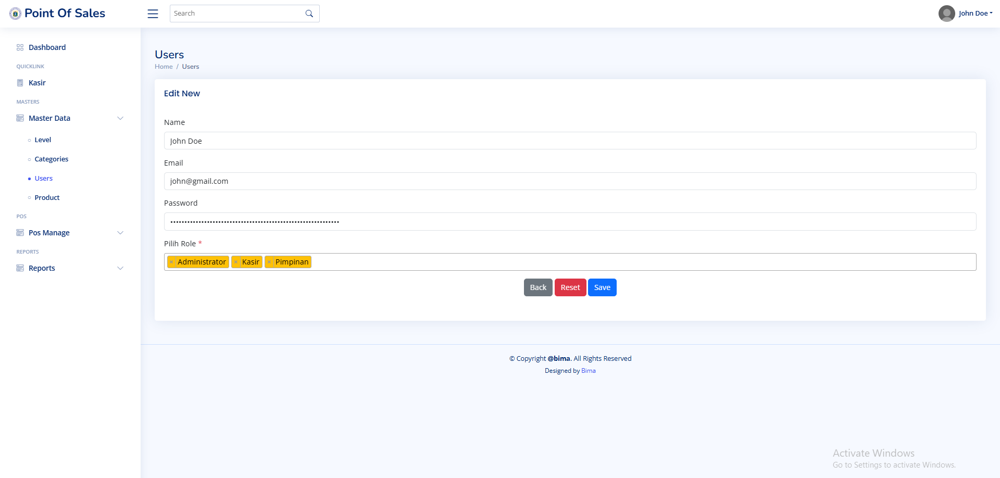 Point Of Sales
Search
John Doe
Dashboard
QUICKLINK
Kasir
MASTERS
Master Data
Level
Categories
Users
Product
POS
Pos Manage
REPORTS
Reports
Users
Home / Users
Edit New
Name
John Doe
Email
john@gmail.com
Password
••••••••••••••••••••••••••••••••••••••••••••••••••••••••••••
Pilih Role *
× Administrator × Kasir × Pimpinan
Back Reset Save
© Copyright @bima. All Rights Reserved
Designed by Bima
Activate Windows
Go to Settings to activate Windows.